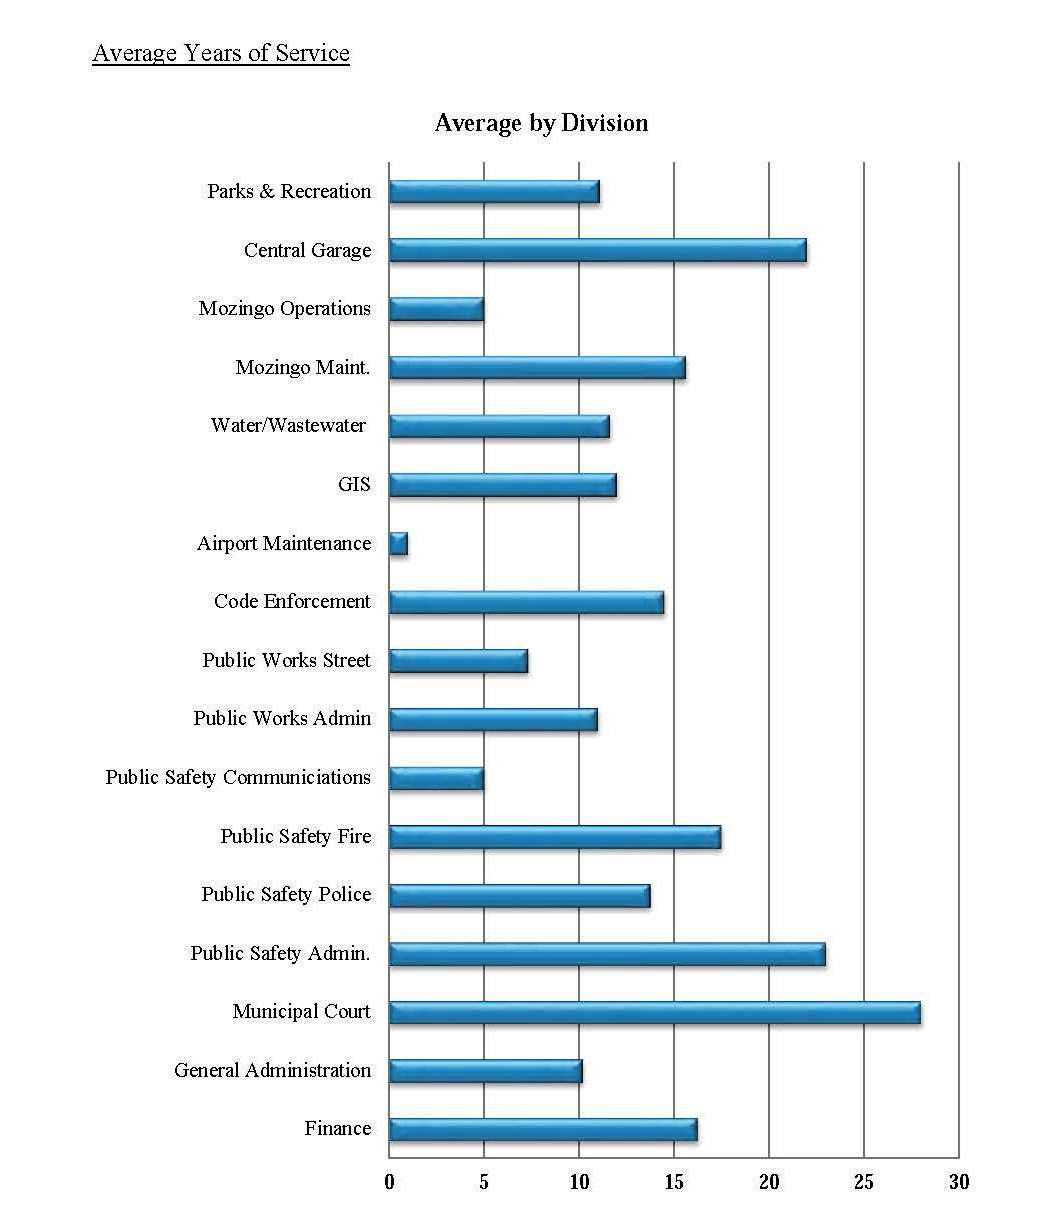 Average Years of Service
Average by Division
Parks & Recreation
Central Garage
Mozingo Operations
Mozingo Maint.
Water/Wastewater
GIS
Airport Maintenance
Code Enforcement
Public Works Street
Public Works Admin
Public Safety Communiciations
Public Safety Fire
Public Safety Police
Public Safety Admin.
Municipal Court
General Administration
Finance
0 5 10 15 20 25 30